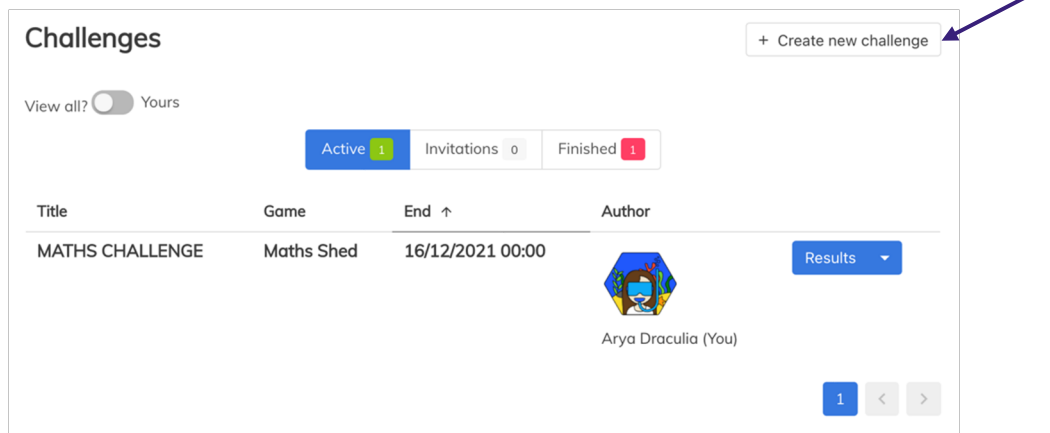 Challenges
+ Create new challenge
View all? Yours
Active 1 Invitations 0 Finished 1
Title Game End ↑ Author
MATHS CHALLENGE Maths Shed 16/12/2021 00:00 Results
Arya Draculia (You)
1 < >